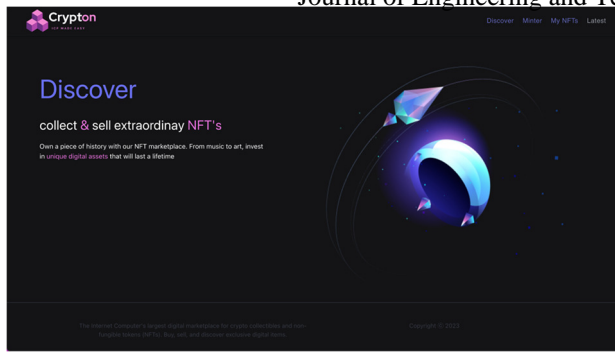 Journal of Engineering and Te
Crypton
Discover Minter My NFTs Latest
Discover
collect & sell extraordinay NFT's
Own a piece of history with our NFT marketplace. From music to art, invest
in unique digital assets that will last a lifetime
The Internet Computer's largest digital marketplace for crypto collectibles and non-
fungible tokens (NFTs). Buy, sell, and discover exclusive digital items.
Copyright © 2023